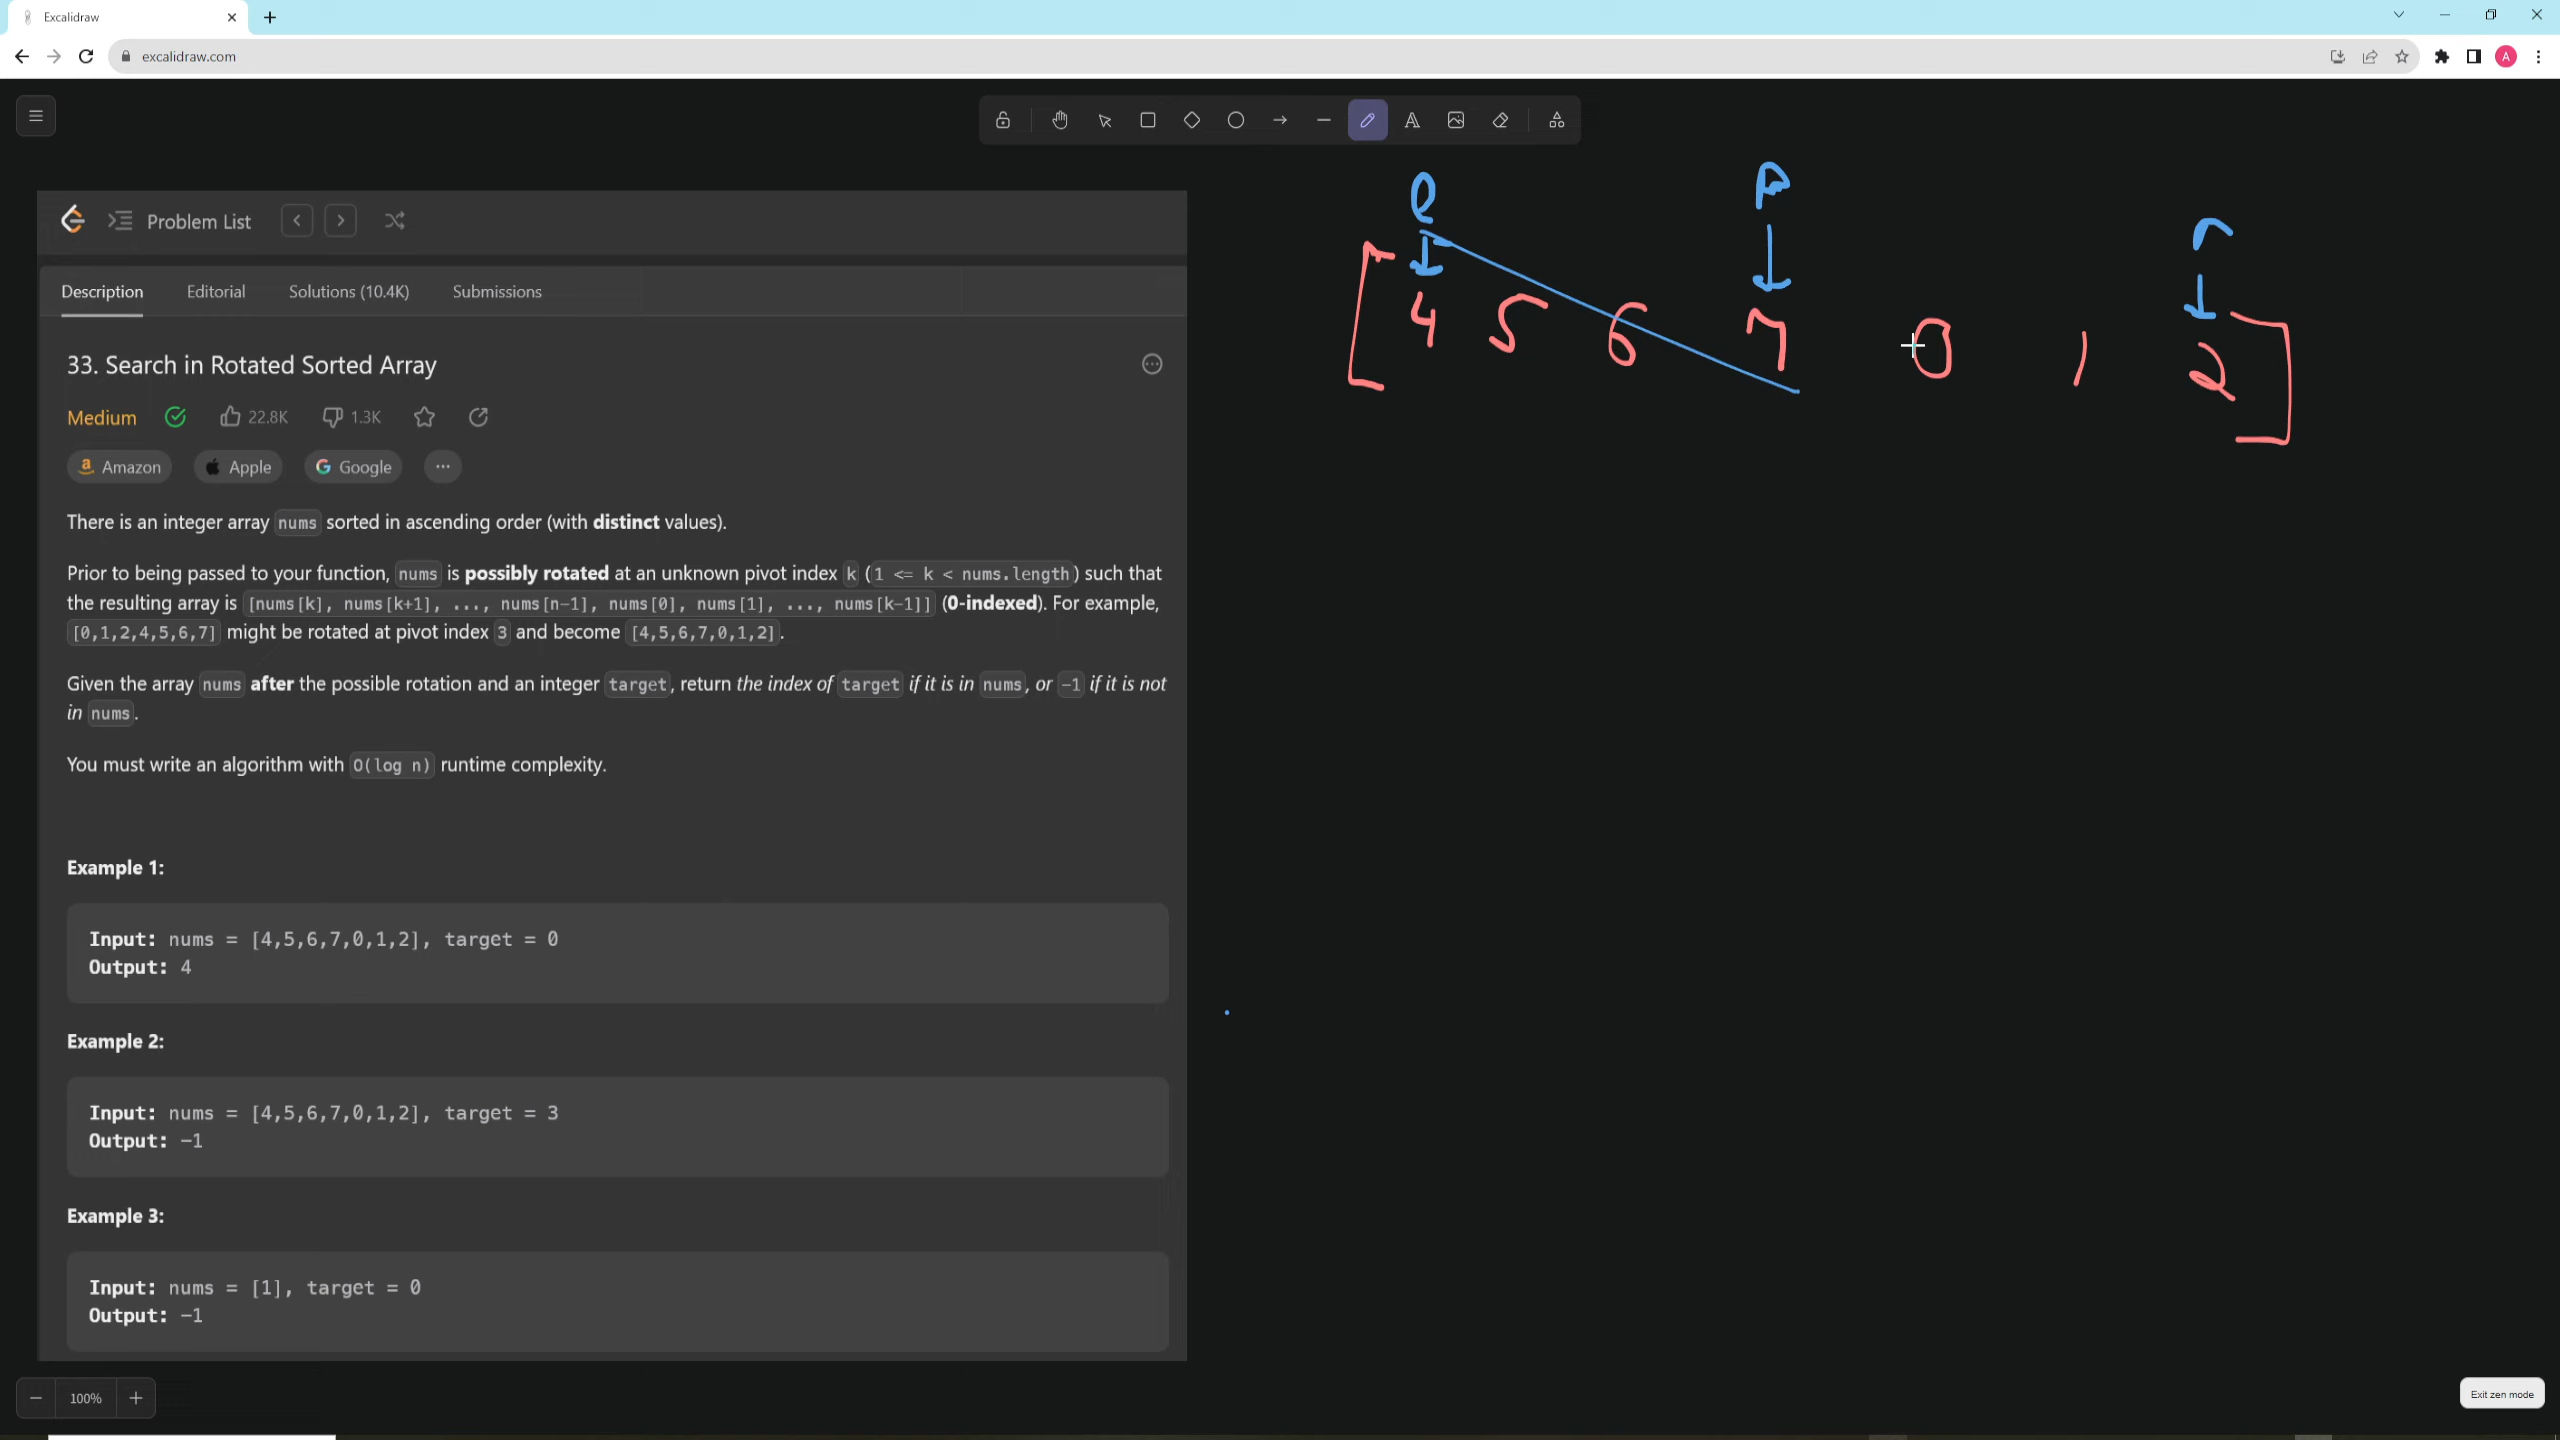 Excalidraw
excalidraw.com
A
Problem List
Description Editorial Solutions (10.4K) Submissions
33. Search in Rotated Sorted Array
Medium 22.8K 1.3K
Amazon Apple Google ...
There is an integer array nums sorted in ascending order (with distinct values).
Prior to being passed to your function, nums is possibly rotated at an unknown pivot index k (1 <= k < nums.length) such that
the resulting array is [nums[k], nums[k+1], ..., nums[n-1], nums[0], nums[1], ..., nums[k-1]] (0-indexed). For example,
[0,1,2,4,5,6,7] might be rotated at pivot index 3 and become [4,5,6,7,0,1,2].
Given the array nums after the possible rotation and an integer target, return the index of target if it is in nums, or -1 if it is not
in nums.
You must write an algorithm with O(log n) runtime complexity.
Example 1:
Input: nums = [4,5,6,7,0,1,2], target = 0
Output: 4
Example 2:
Input: nums = [4,5,6,7,0,1,2], target = 3
Output: -1
Example 3:
Input: nums = [1], target = 0
Output: -1
r
[4 5 6 7 0 1 2]
100%
Exit zen mode